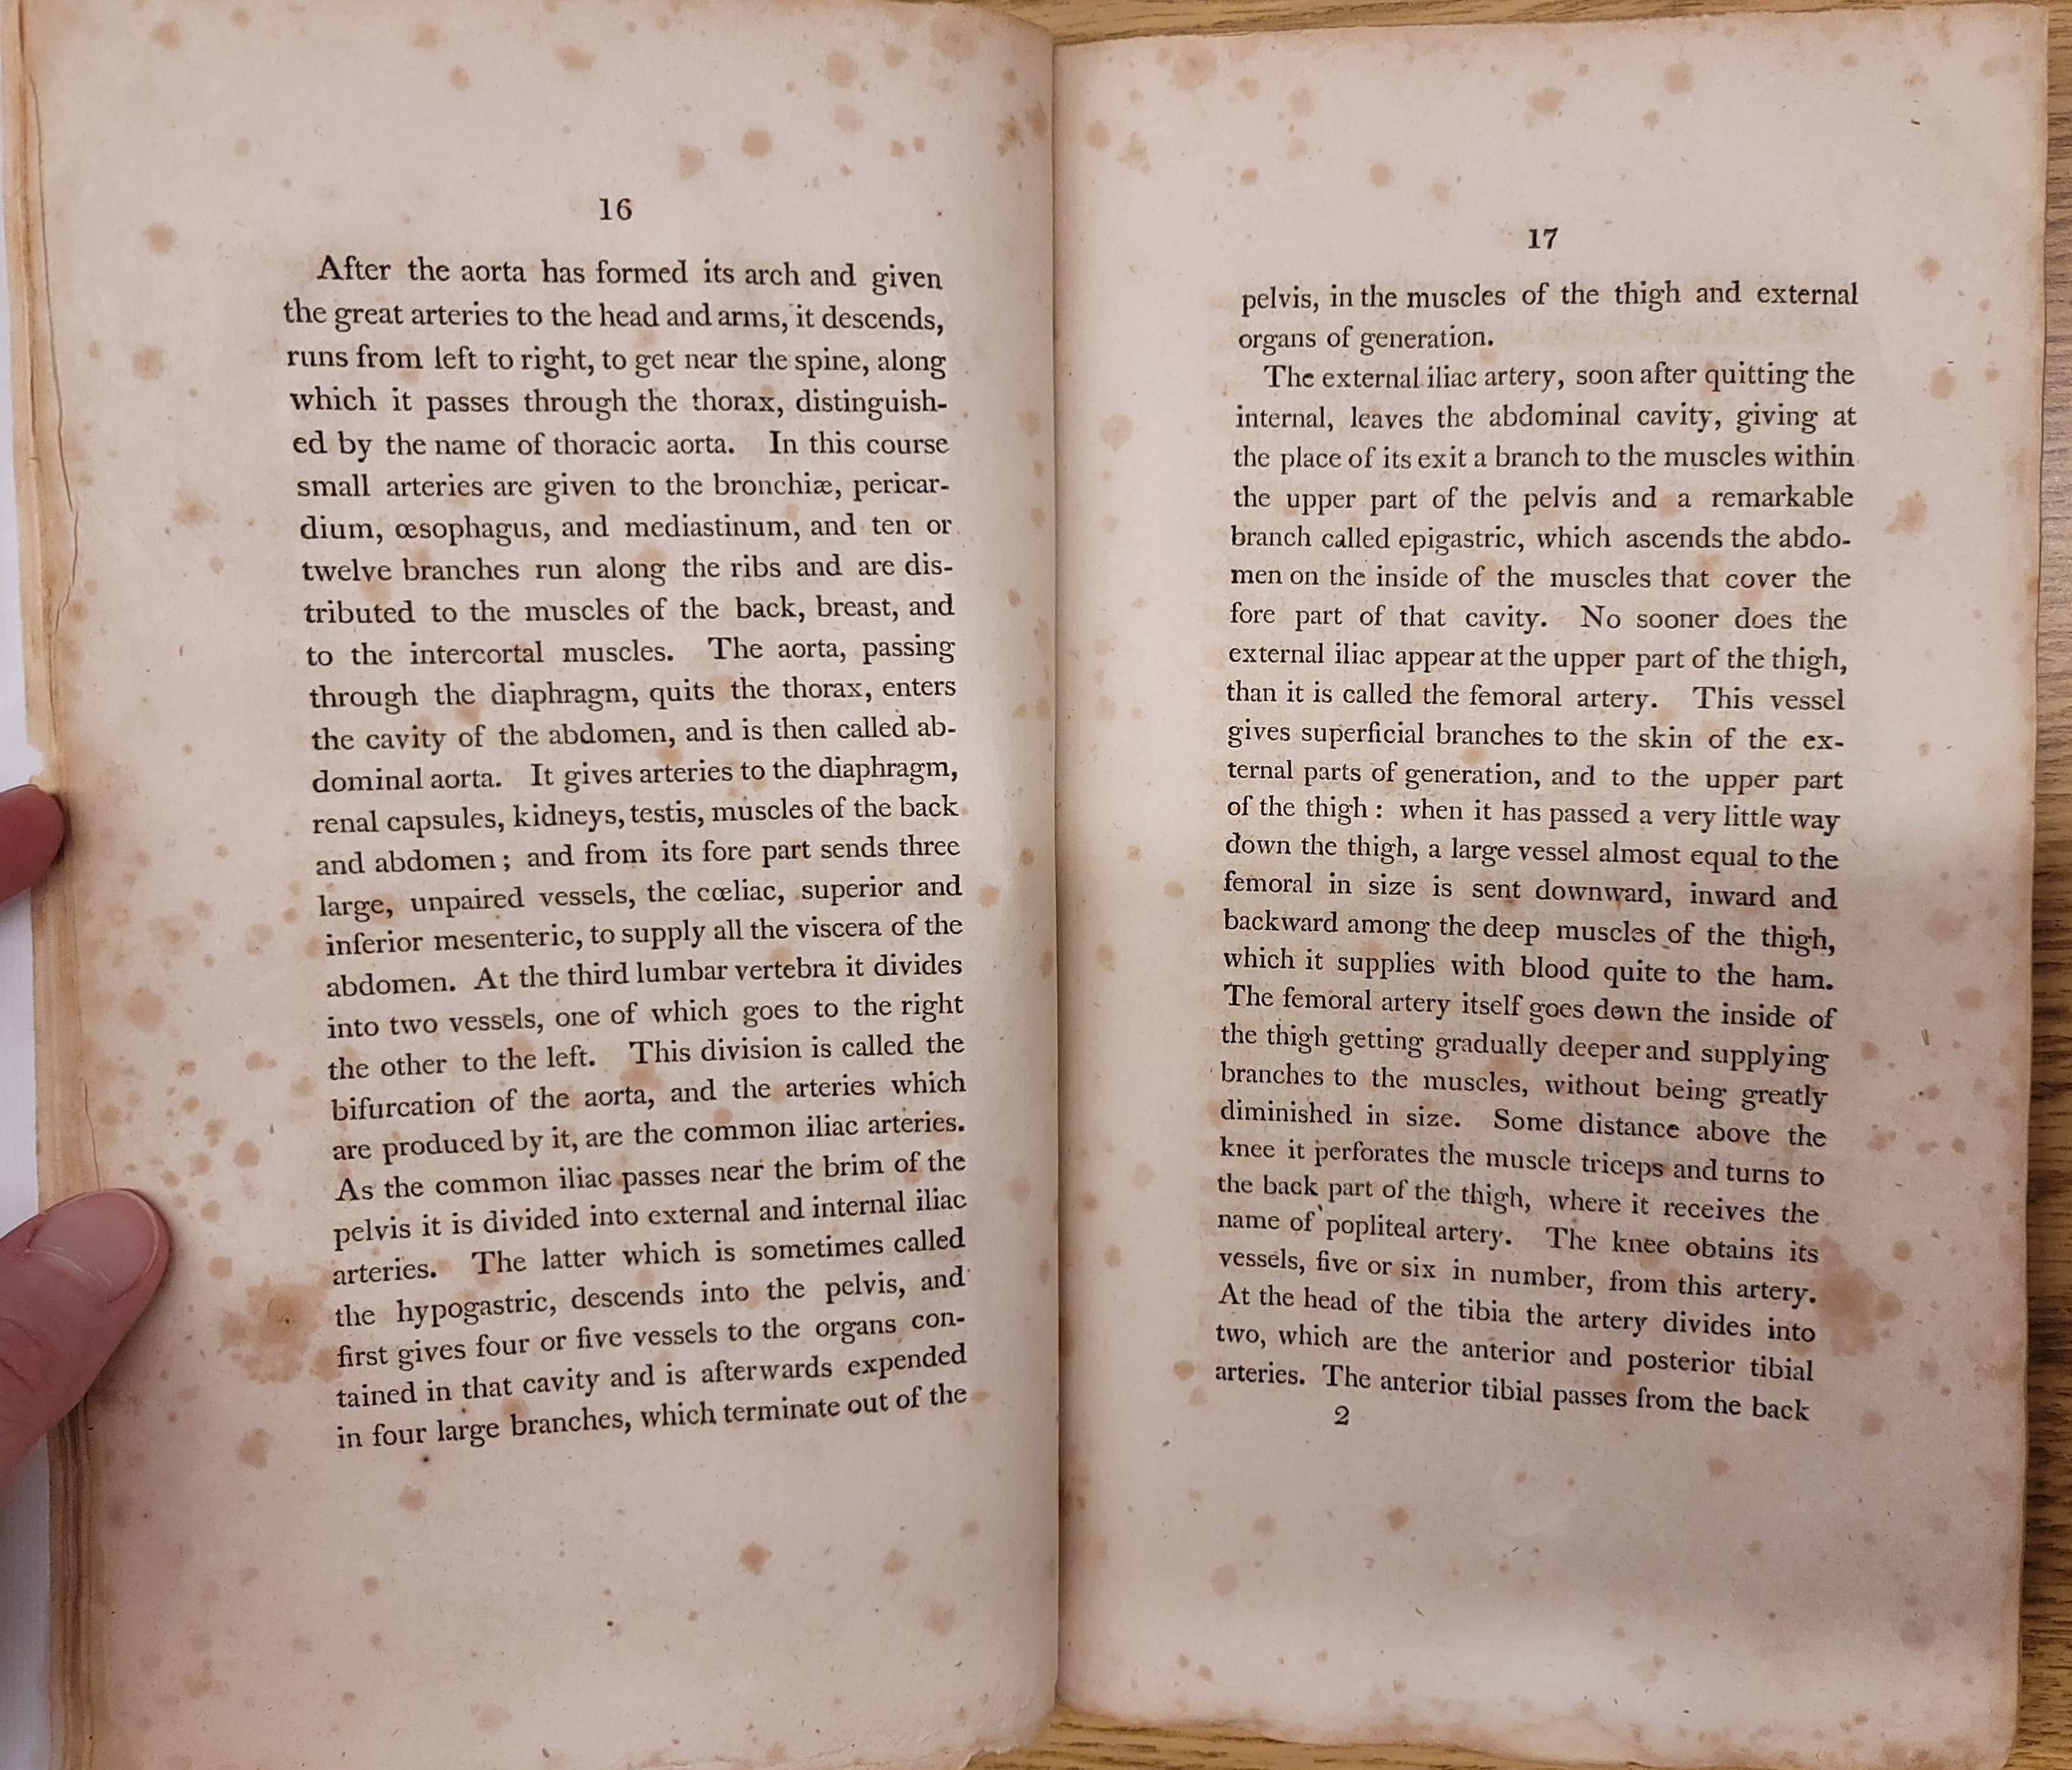 16
After the aorta has formed its arch and given
the great arteries to the head and arms, it descends,
runs from left to right, to get near the spine, along
which it passes through the thorax, distinguish-
ed by the name of thoracic aorta. In this course
small arteries are given to the bronchiæ, pericar-
dium, œsophagus, and mediastinum, and ten or
twelve branches run along the ribs and are dis-
tributed to the muscles of the back, breast, and
to the intercortal muscles. The aorta, passing
through the diaphragm, quits the thorax, enters
the cavity of the abdomen, and is then called ab-
dominal aorta. It gives arteries to the diaphragm,
renal capsules, kidneys, testis, muscles of the back
and abdomen; and from its fore part sends three
large, unpaired vessels, the cœliac, superior and
inferior mesenteric, to supply all the viscera of the
abdomen. At the third lumbar vertebra it divides
into two vessels, one of which goes to the right
the other to the left. This division is called the
bifurcation of the aorta, and the arteries which
are produced by it, are the common iliac arteries.
As the common iliac passes near the brim of the
pelvis it is divided into external and internal iliac
arteries. The latter which is sometimes called
the hypogastric, descends into the pelvis, and
first gives four or five vessels to the organs con-
tained in that cavity and is afterwards expended
in four large branches, which terminate out of the
17
pelvis, in the muscles of the thigh and external
organs of generation.
The external iliac artery, soon after quitting the
internal, leaves the abdominal cavity, giving at
the place of its exit a branch to the muscles within
the upper part of the pelvis and a remarkable
branch called epigastric, which ascends the abdo-
men on the inside of the muscles that cover the
fore part of that cavity. No sooner does the
external iliac appear at the upper part of the thigh,
than it is called the femoral artery. This vessel
gives superficial branches to the skin of the ex-
ternal parts of generation, and to the upper part
of the thigh: when it has passed a very little way
down the thigh, a large vessel almost equal to the
femoral in size is sent downward, inward and
backward among the deep muscles of the thigh,
which it supplies with blood quite to the ham.
The femoral artery itself goes down the inside of
the thigh getting gradually deeper and supplying
branches to the muscles, without being greatly
diminished in size. Some distance above the
knee it perforates the muscle triceps and turns to
the back part of the thigh, where it receives the
name of popliteal artery. The knee obtains its
vessels, five or six in number, from this artery.
At the head of the tibia the artery divides into
two, which are the anterior and posterior tibial
arteries. The anterior tibial passes from the back
2